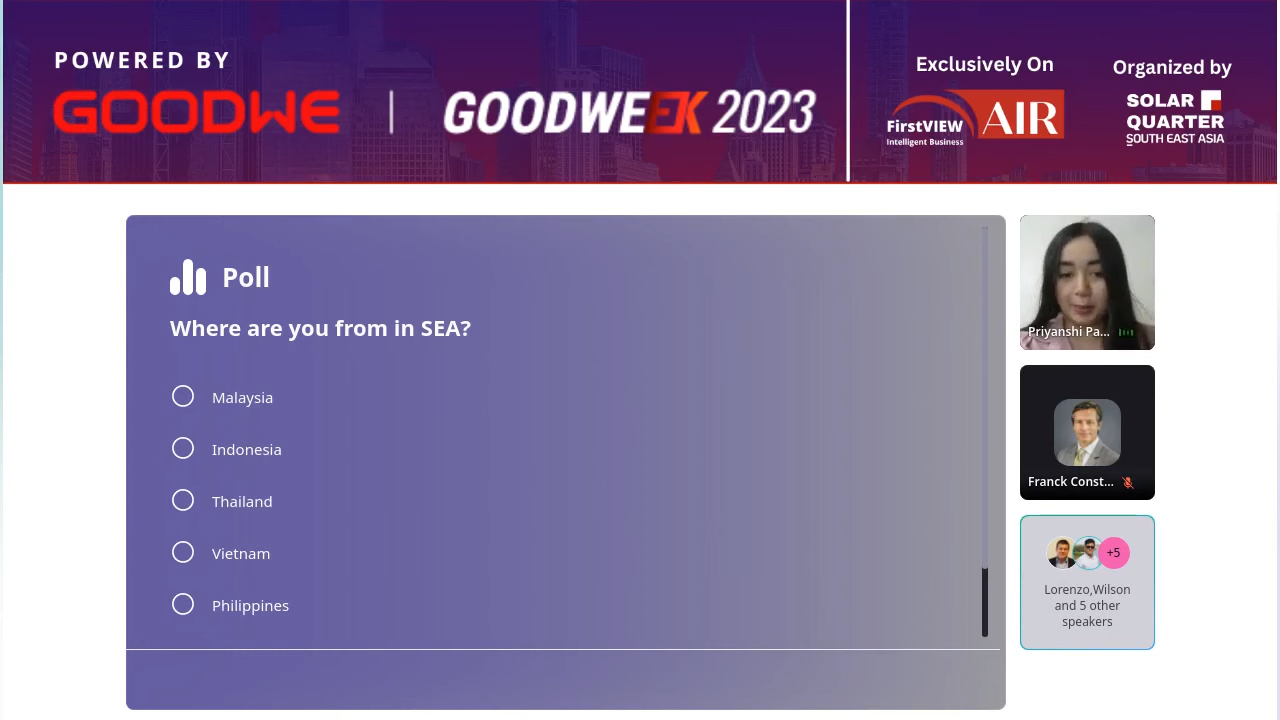 POWERED BY
GOODWE
GOODWEEK 2023
Exclusively On
FirstVIEW
Intelligent Business
AIR
Organized by
SOLAR
QUARTER
SOUTH EAST ASIA
Poll
Where are you from in SEA?
Malaysia
Indonesia
Thailand
Vietnam
Philippines
Priyanshi Pa...
Franck Const...
+5
Lorenzo,Wilson
and 5 other
speakers